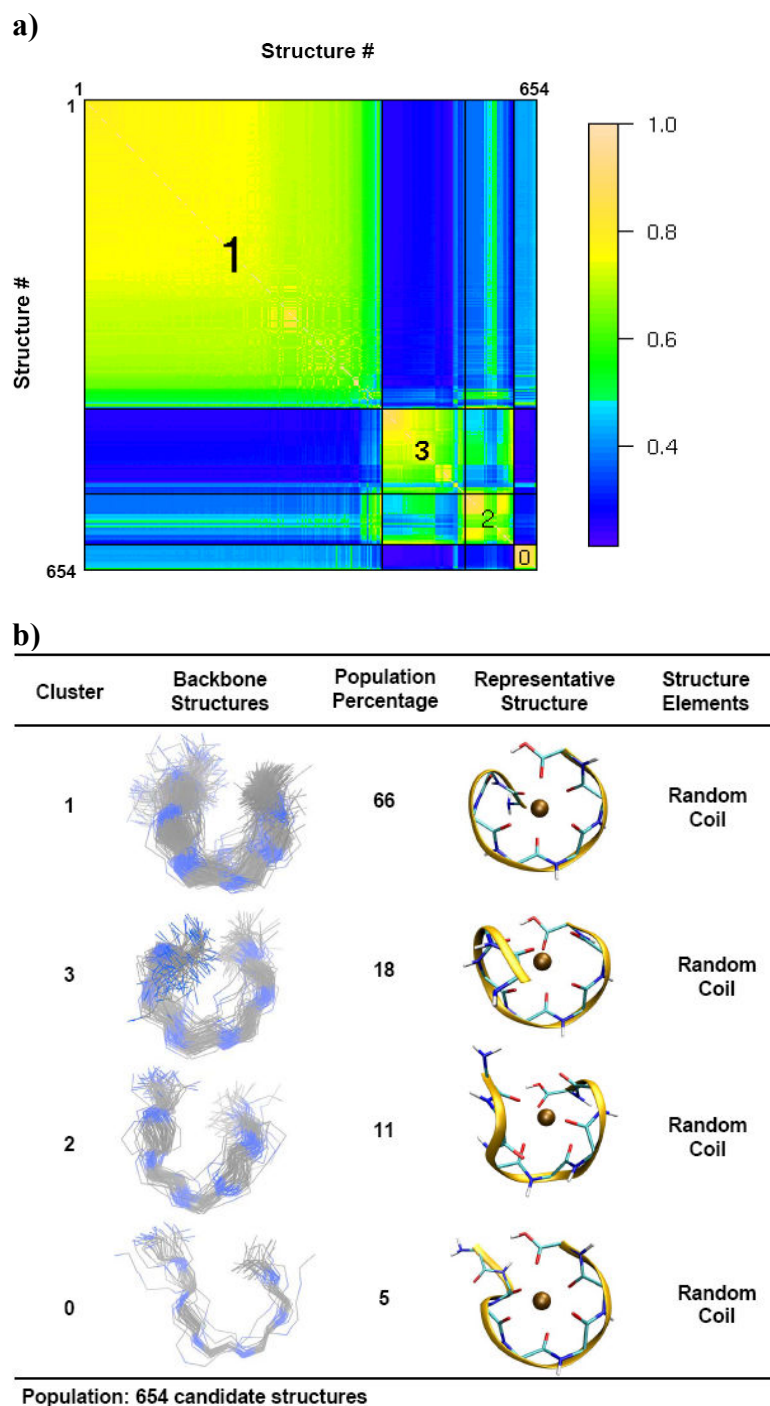 a)
Structure #
1
654
1
Structure #
654
1
3
2
0
1.0
0.8
0.6
0.4
b)
Cluster
Backbone
Structures
Population
Percentage
Representative
Structure
Structure
Elements
1
66
Random
Coil
3
18
Random
Coil
2
11
Random
Coil
0
5
Random
Coil
Population: 654 candidate structures